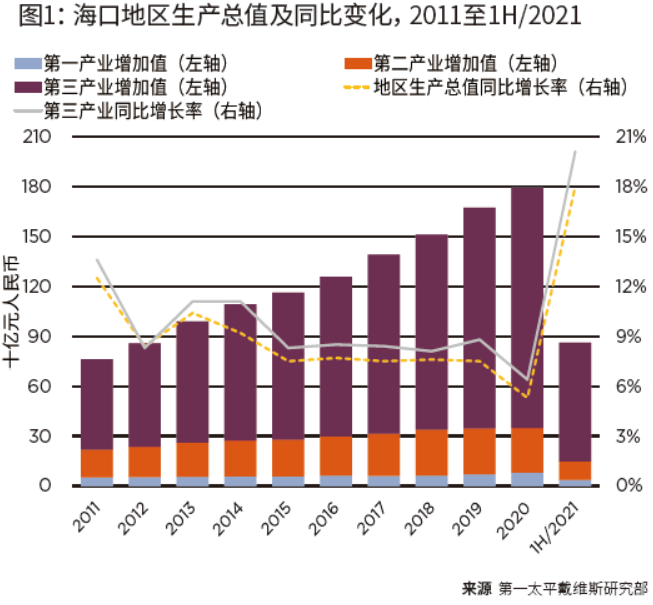 图1：海口地区生产总值及同比变化，2011至1H/2021
第一产业增加值（左轴） 第二产业增加值（左轴）
第三产业增加值（左轴） 地区生产总值同比增长率（右轴）
第三产业同比增长率（右轴）
210 21%
180 18%
150 15%
120 12%
90 9%
60 6%
30 3%
0 0%
十亿元人民币
2011 2012 2013 2014 2015 2016 2017 2018 2019 2020 1H/2021
来源 第一太平戴维斯研究部